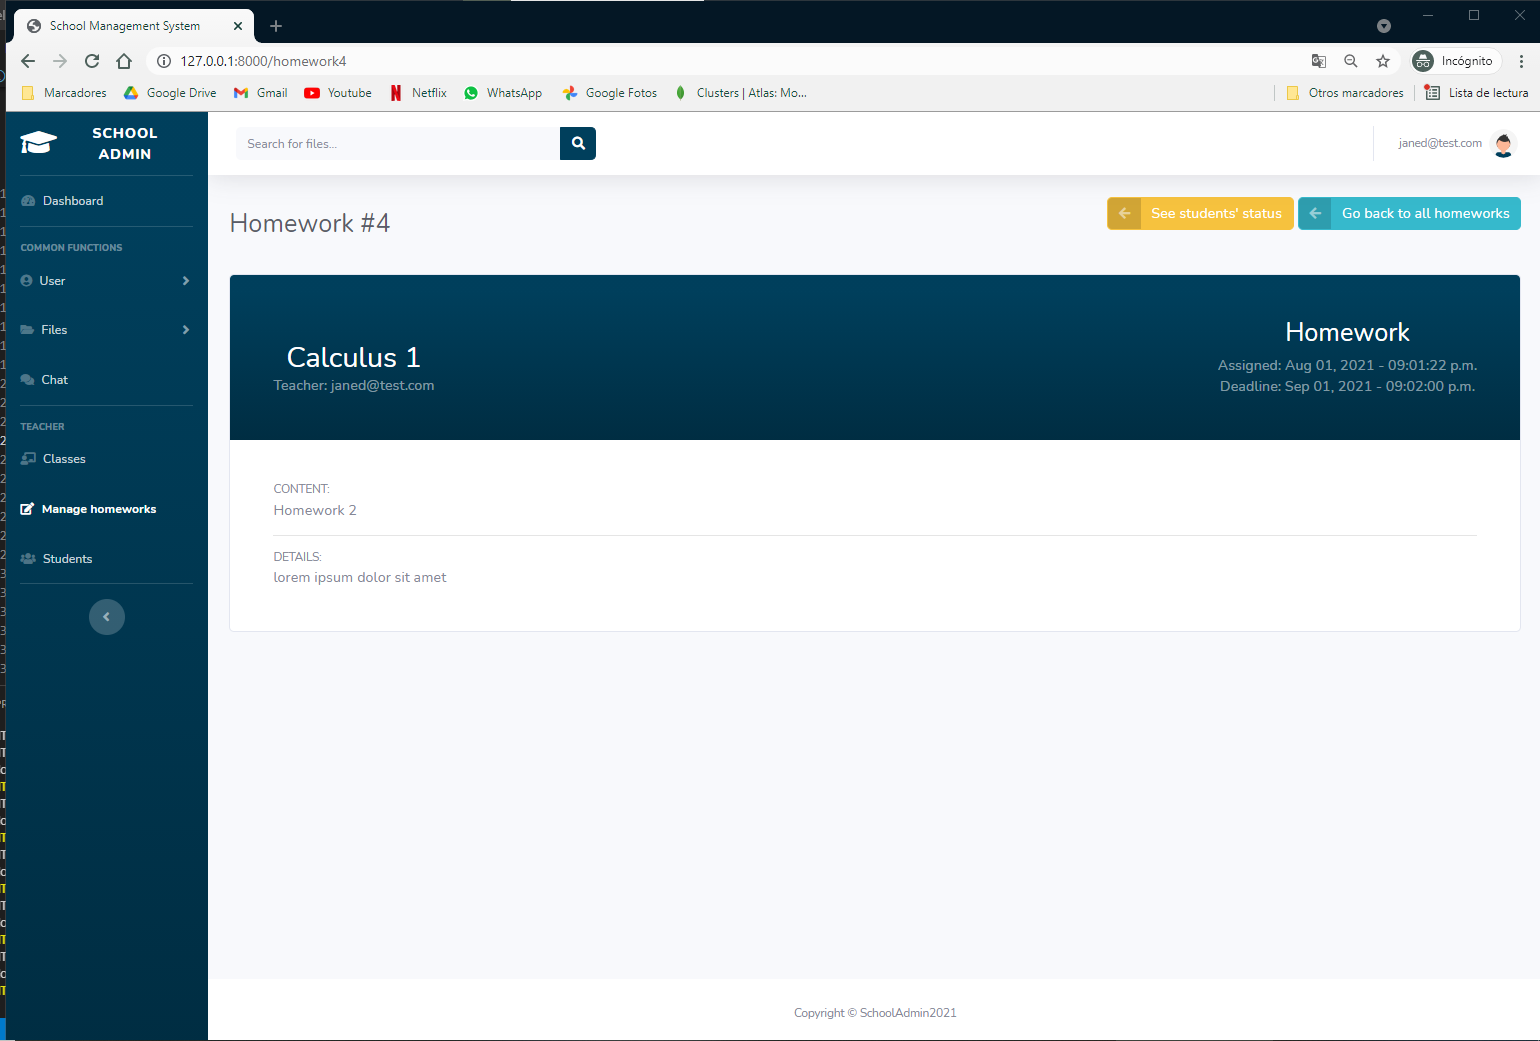 School Management System
127.0.0.1:8000/homework4
Incógnito
Marcadores
Google Drive
Gmail
Youtube
Netflix
WhatsApp
Google Fotos
Clusters | Atlas: Mo...
Otros marcadores
Lista de lectura
SCHOOL
ADMIN
Search for files...
janed@test.com
Dashboard
COMMON FUNCTIONS
User
Files
Chat
TEACHER
Classes
Manage homeworks
Students
Homework #4
See students' status
Go back to all homeworks
Calculus 1
Teacher: janed@test.com
Homework
Assigned: Aug 01, 2021 - 09:01:22 p.m.
Deadline: Sep 01, 2021 - 09:02:00 p.m.
CONTENT:
Homework 2
DETAILS:
lorem ipsum dolor sit amet
Copyright © SchoolAdmin2021